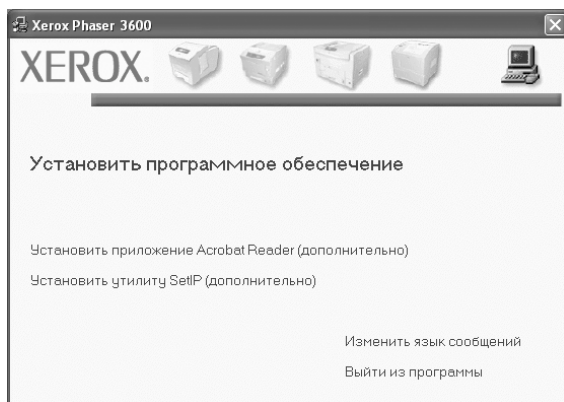 Xerox Phaser 3600
XEROX.
Установить программное обеспечение
Установить приложение Acrobat Reader (дополнительно)
Установить утилиту SetIP (дополнительно)
Изменить язык сообщений
Выйти из программы